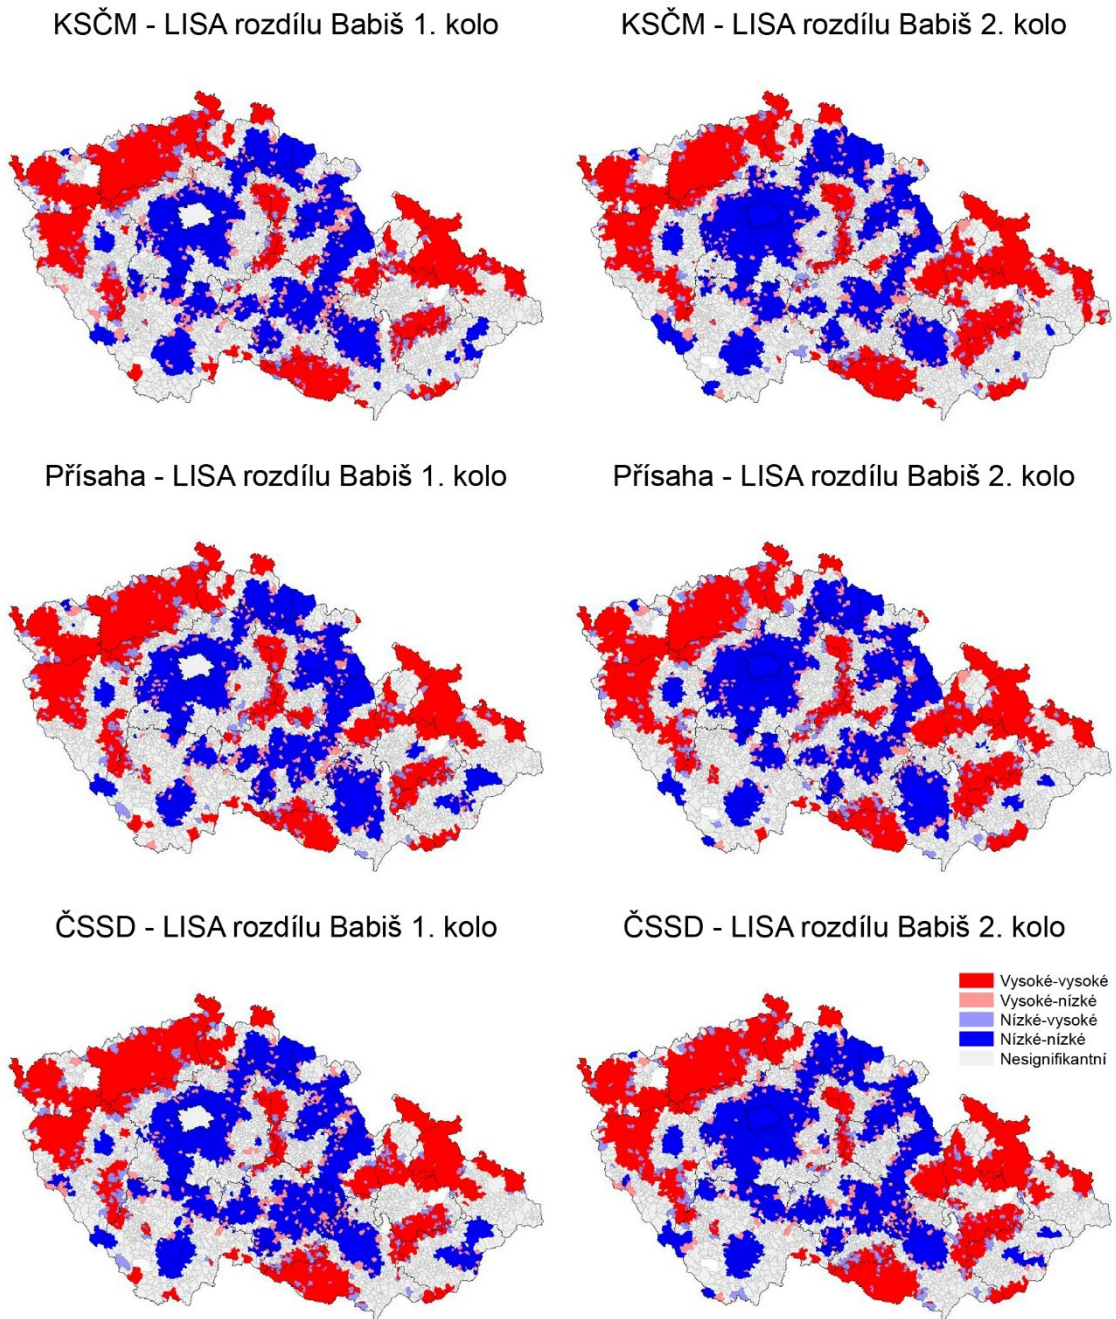 KSČM - LISA rozdílu Babiš 1. kolo
KSČM - LISA rozdílu Babiš 2. kolo
Přísaha - LISA rozdílu Babiš 1. kolo
Přísaha - LISA rozdílu Babiš 2. kolo
ČSSD - LISA rozdílu Babiš 1. kolo
ČSSD - LISA rozdílu Babiš 2. kolo
Vysoké-vysoké
Vysoké-nízké
Nízké-vysoké
Nízké-nízké
Nesignifikantní